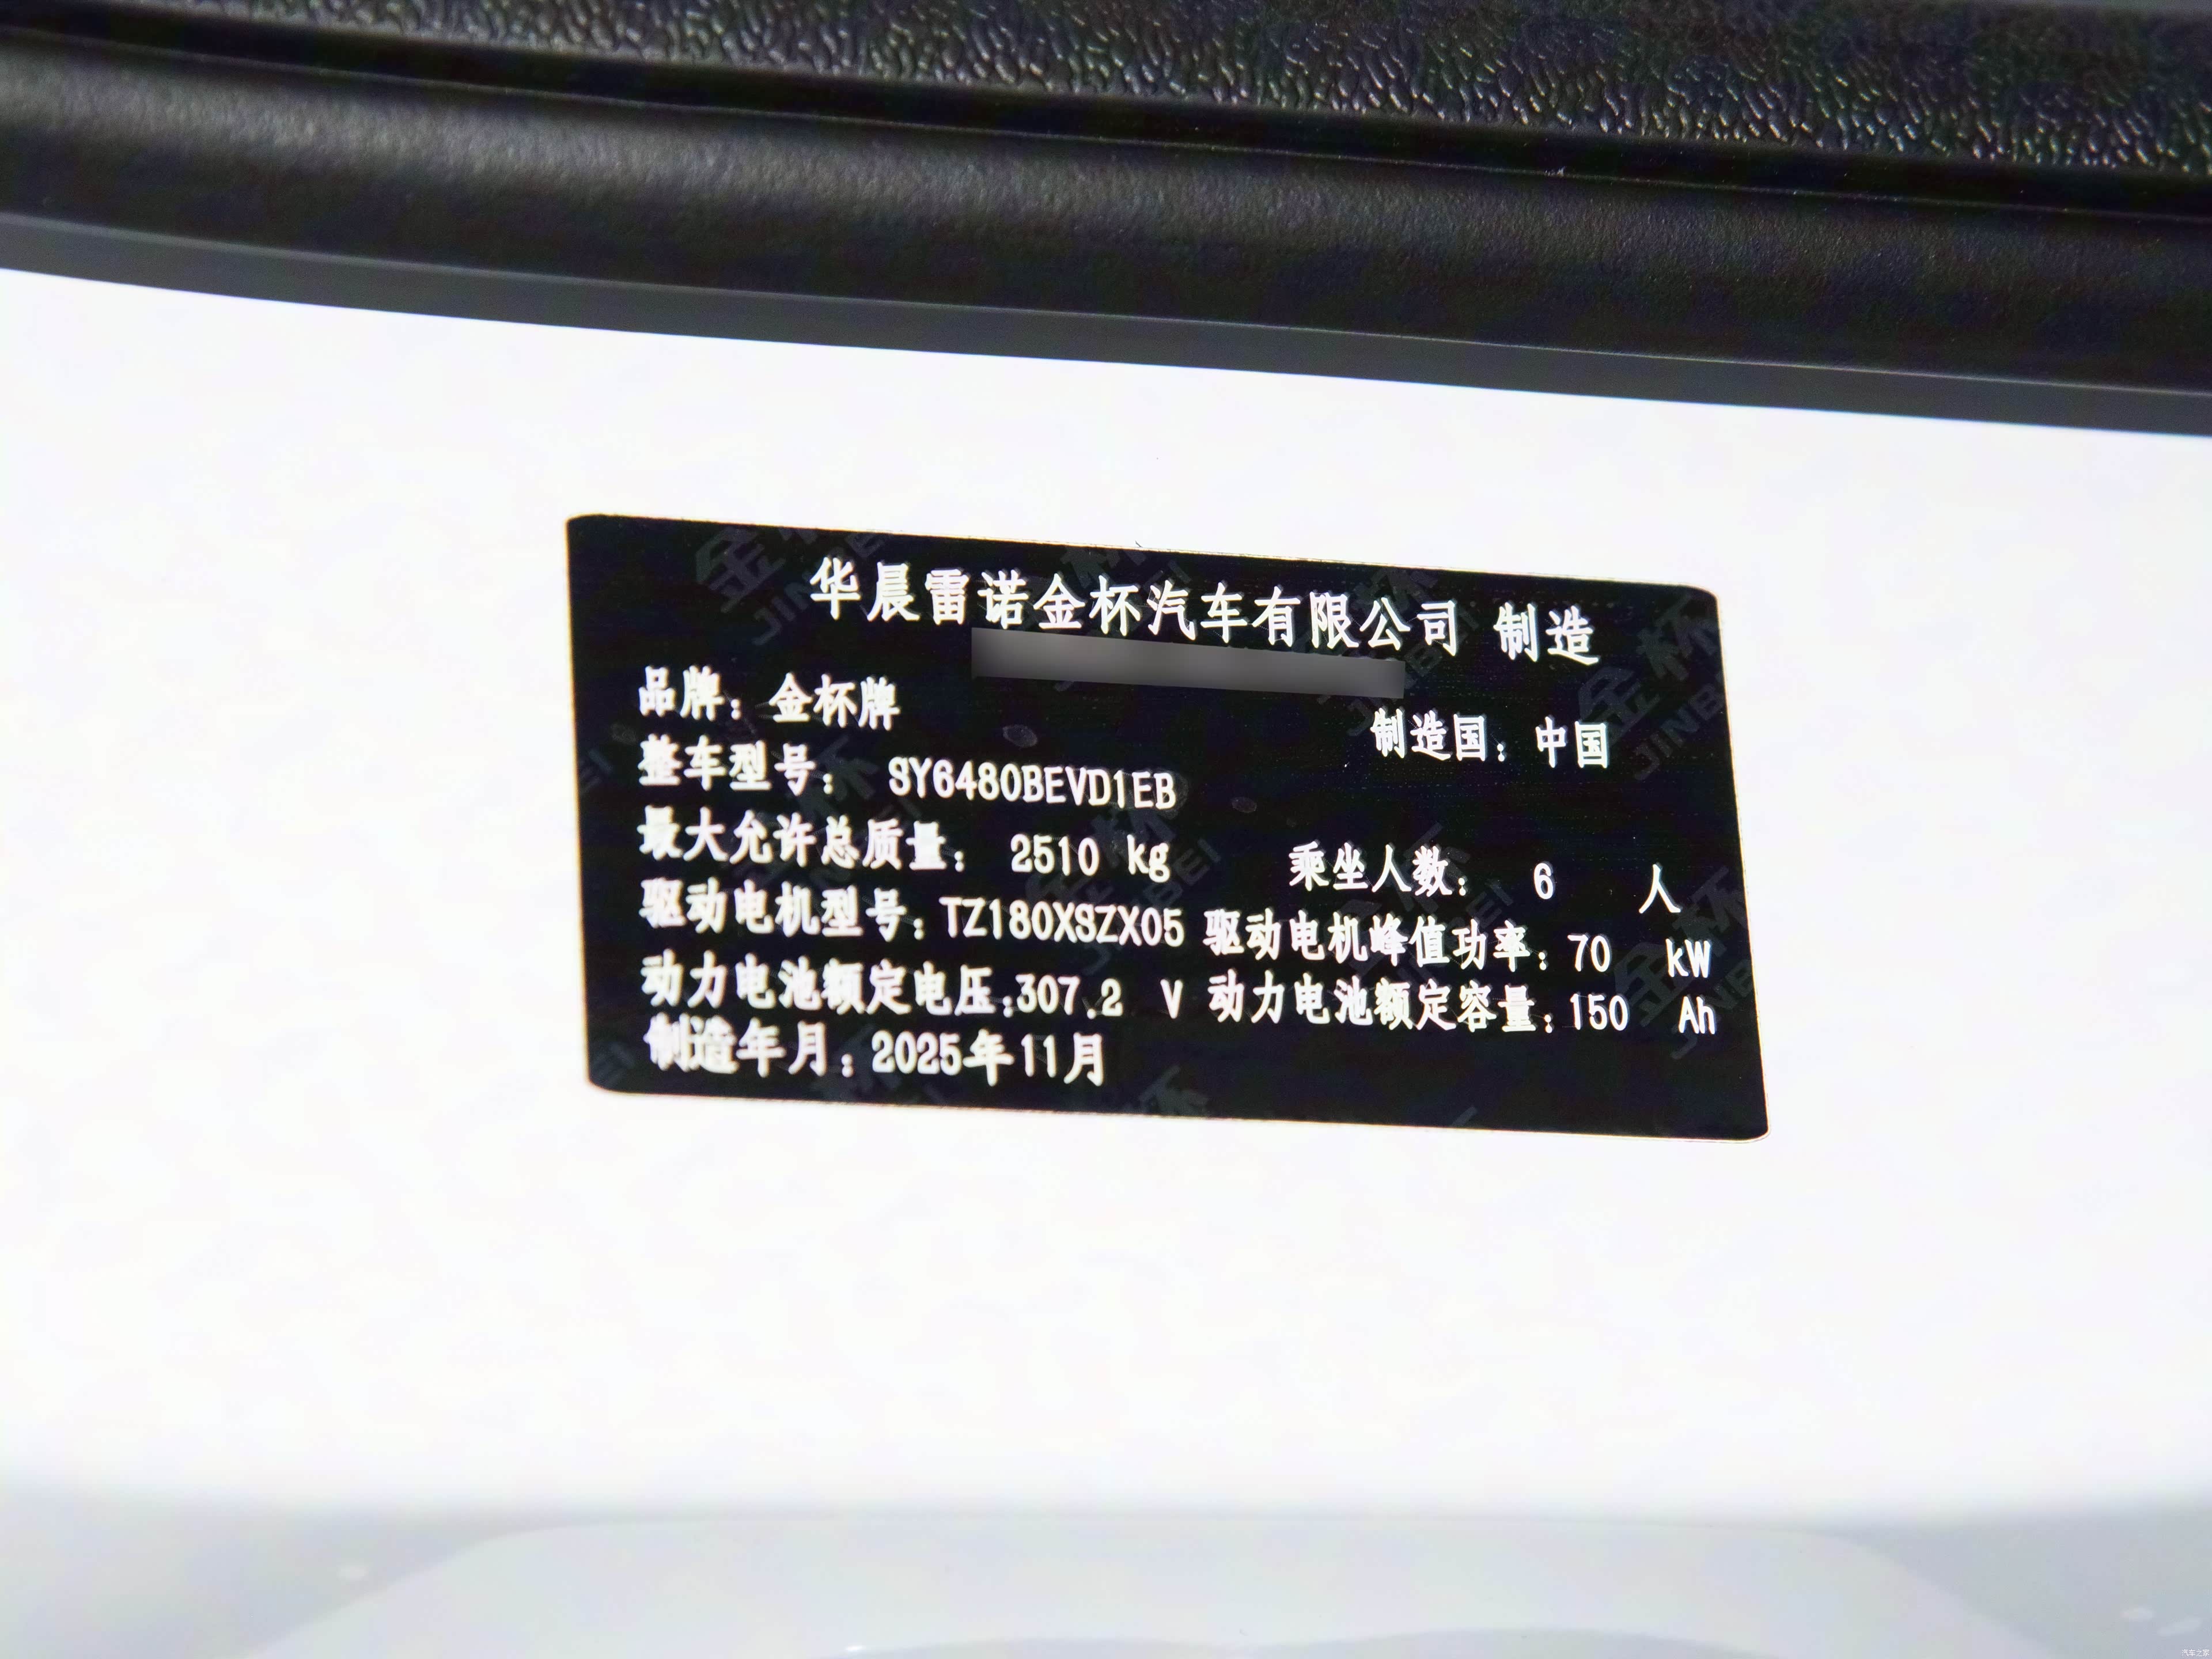 华晨雷诺金杯汽车有限公司 制造
品牌：金杯牌 制造国：中国
整车型号： SY6480BEVD1EB
最大允许总质量： 2510 kg 乘坐人数： 6 人
驱动电机型号：TZ180XSZX05 驱动电机峰值功率：70 kW
动力电池额定电压：307.2 V 动力电池额定容量：150 Ah
制造年月：2025年11月
汽车之家